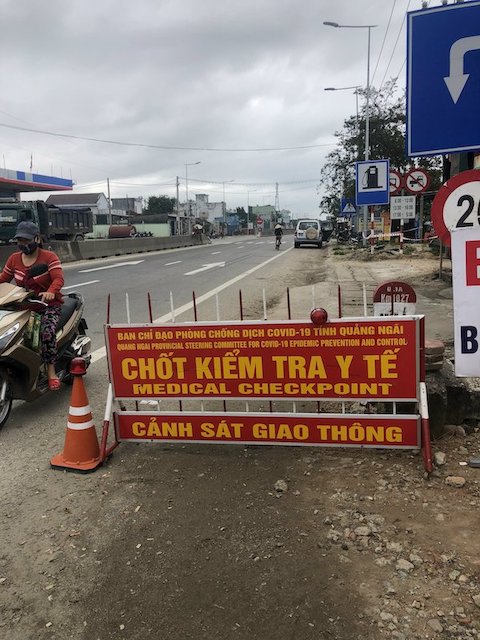 BAN CHỈ ĐẠO PHÒNG CHỐNG DỊCH COVID-19 TỈNH QUẢNG NGÃI
QUANG NGAI PROVINCIAL STEERING COMMITTEE FOR COVID-19 EPIDEMIC PREVENTION AND CONTROL
CHỐT KIỂM TRA Y TẾ
MEDICAL CHECKPOINT
CẢNH SÁT GIAO THÔNG
Km1027